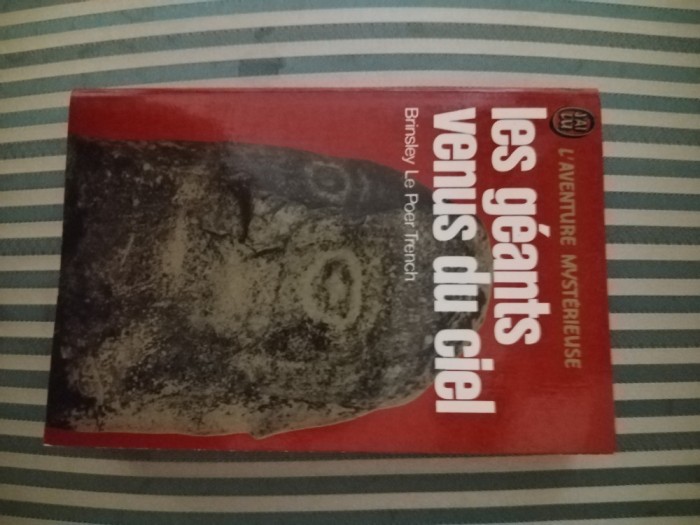 J'AI
LU
L'AVENTURE MYSTÉRIEUSE
les géants
venus du ciel
Brinsley Le Poer Trench